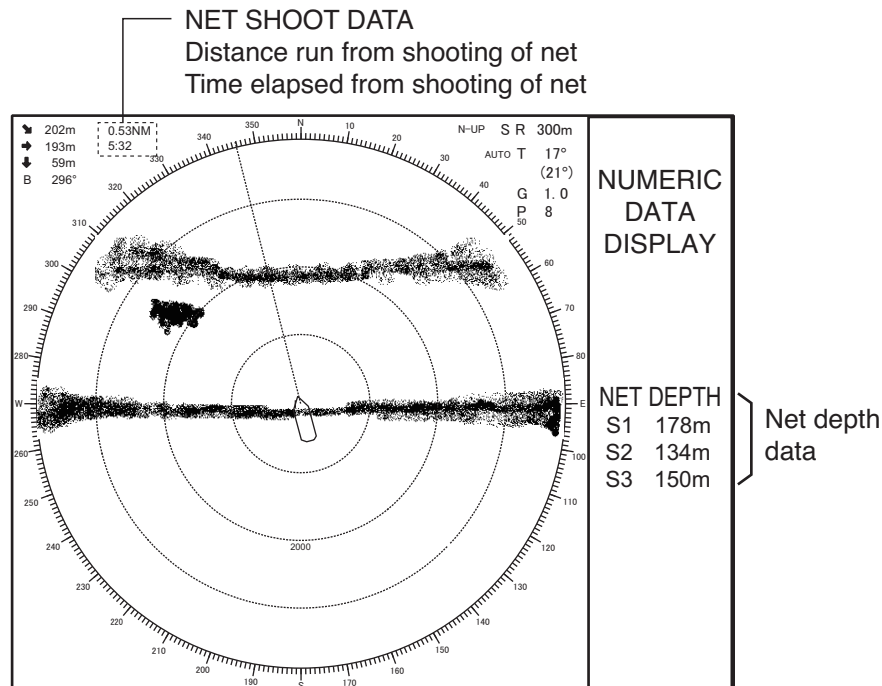 NET SHOOT DATA
Distance run from shooting of net
Time elapsed from shooting of net
202m
193m
59m
B 296°
0.53NM
5:32
N-UP S R 300m
AUTO T 17°
(21°)
G 1.0
P 8
N
10
20
30
40
50
60
70
80
E
100
110
120
130
140
150
160
170
S
190
200
210
220
230
240
250
260
W
280
290
300
310
320
330
340
350
2000
NUMERIC
DATA
DISPLAY
NET DEPTH
S1 178m
S2 134m
S3 150m
Net depth
data